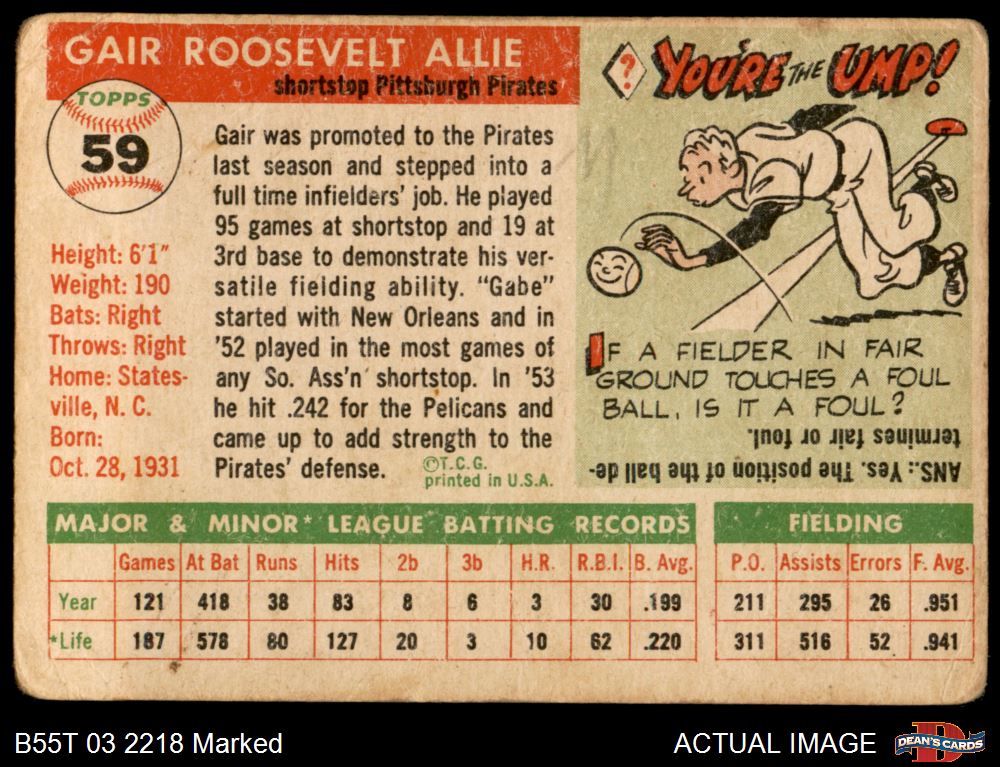 GAIR ROOSEVELT ALLIE
shortstop Pittsburgh Pirates
TOPPS
59
Height: 6'1"
Weight: 190
Bats: Right
Throws: Right
Home: States-
ville, N. C.
Born:
Oct. 28, 1931
Gair was promoted to the Pirates
last season and stepped into a
full time infielders' job. He played
95 games at shortstop and 19 at
3rd base to demonstrate his ver-
satile fielding ability. "Gabe"
started with New Orleans and in
'52 played in the most games of
any So. Ass'n shortstop. In '53
he hit .242 for the Pelicans and
came up to add strength to the
Pirates' defense.
©T.C.G.
printed in U.S.A.
?
YOU'RE THE UMP!
IF A FIELDER IN FAIR
GROUND TOUCHES A FOUL
BALL, IS IT A FOUL?
ANS.: Yes. The position of the ball de-
termines fair or foul.
MAJOR & MINOR* LEAGUE BATTING RECORDS FIELDING
Games At Bat Runs Hits 2b 3b H.R. R.B.I. B. Avg. P.O. Assists Errors F. Avg.
Year 121 418 38 83 8 6 3 30 .199 211 295 26 .951
*Life 187 578 80 127 20 3 10 62 .220 311 516 52 .941
B55T 03 2218 Marked
ACTUAL IMAGE
D
DEAN'S CARDS